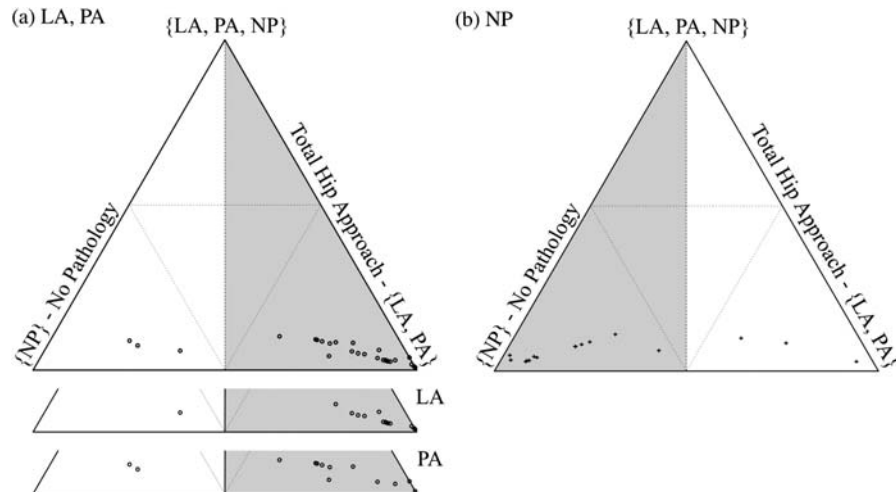 (a) LA, PA
{LA, PA, NP}
{NP} - No Pathology
Total Hip Approach - {LA, PA}
LA
PA
(b) NP
{LA, PA, NP}
{NP} - No Pathology
Total Hip Approach - {LA, PA}